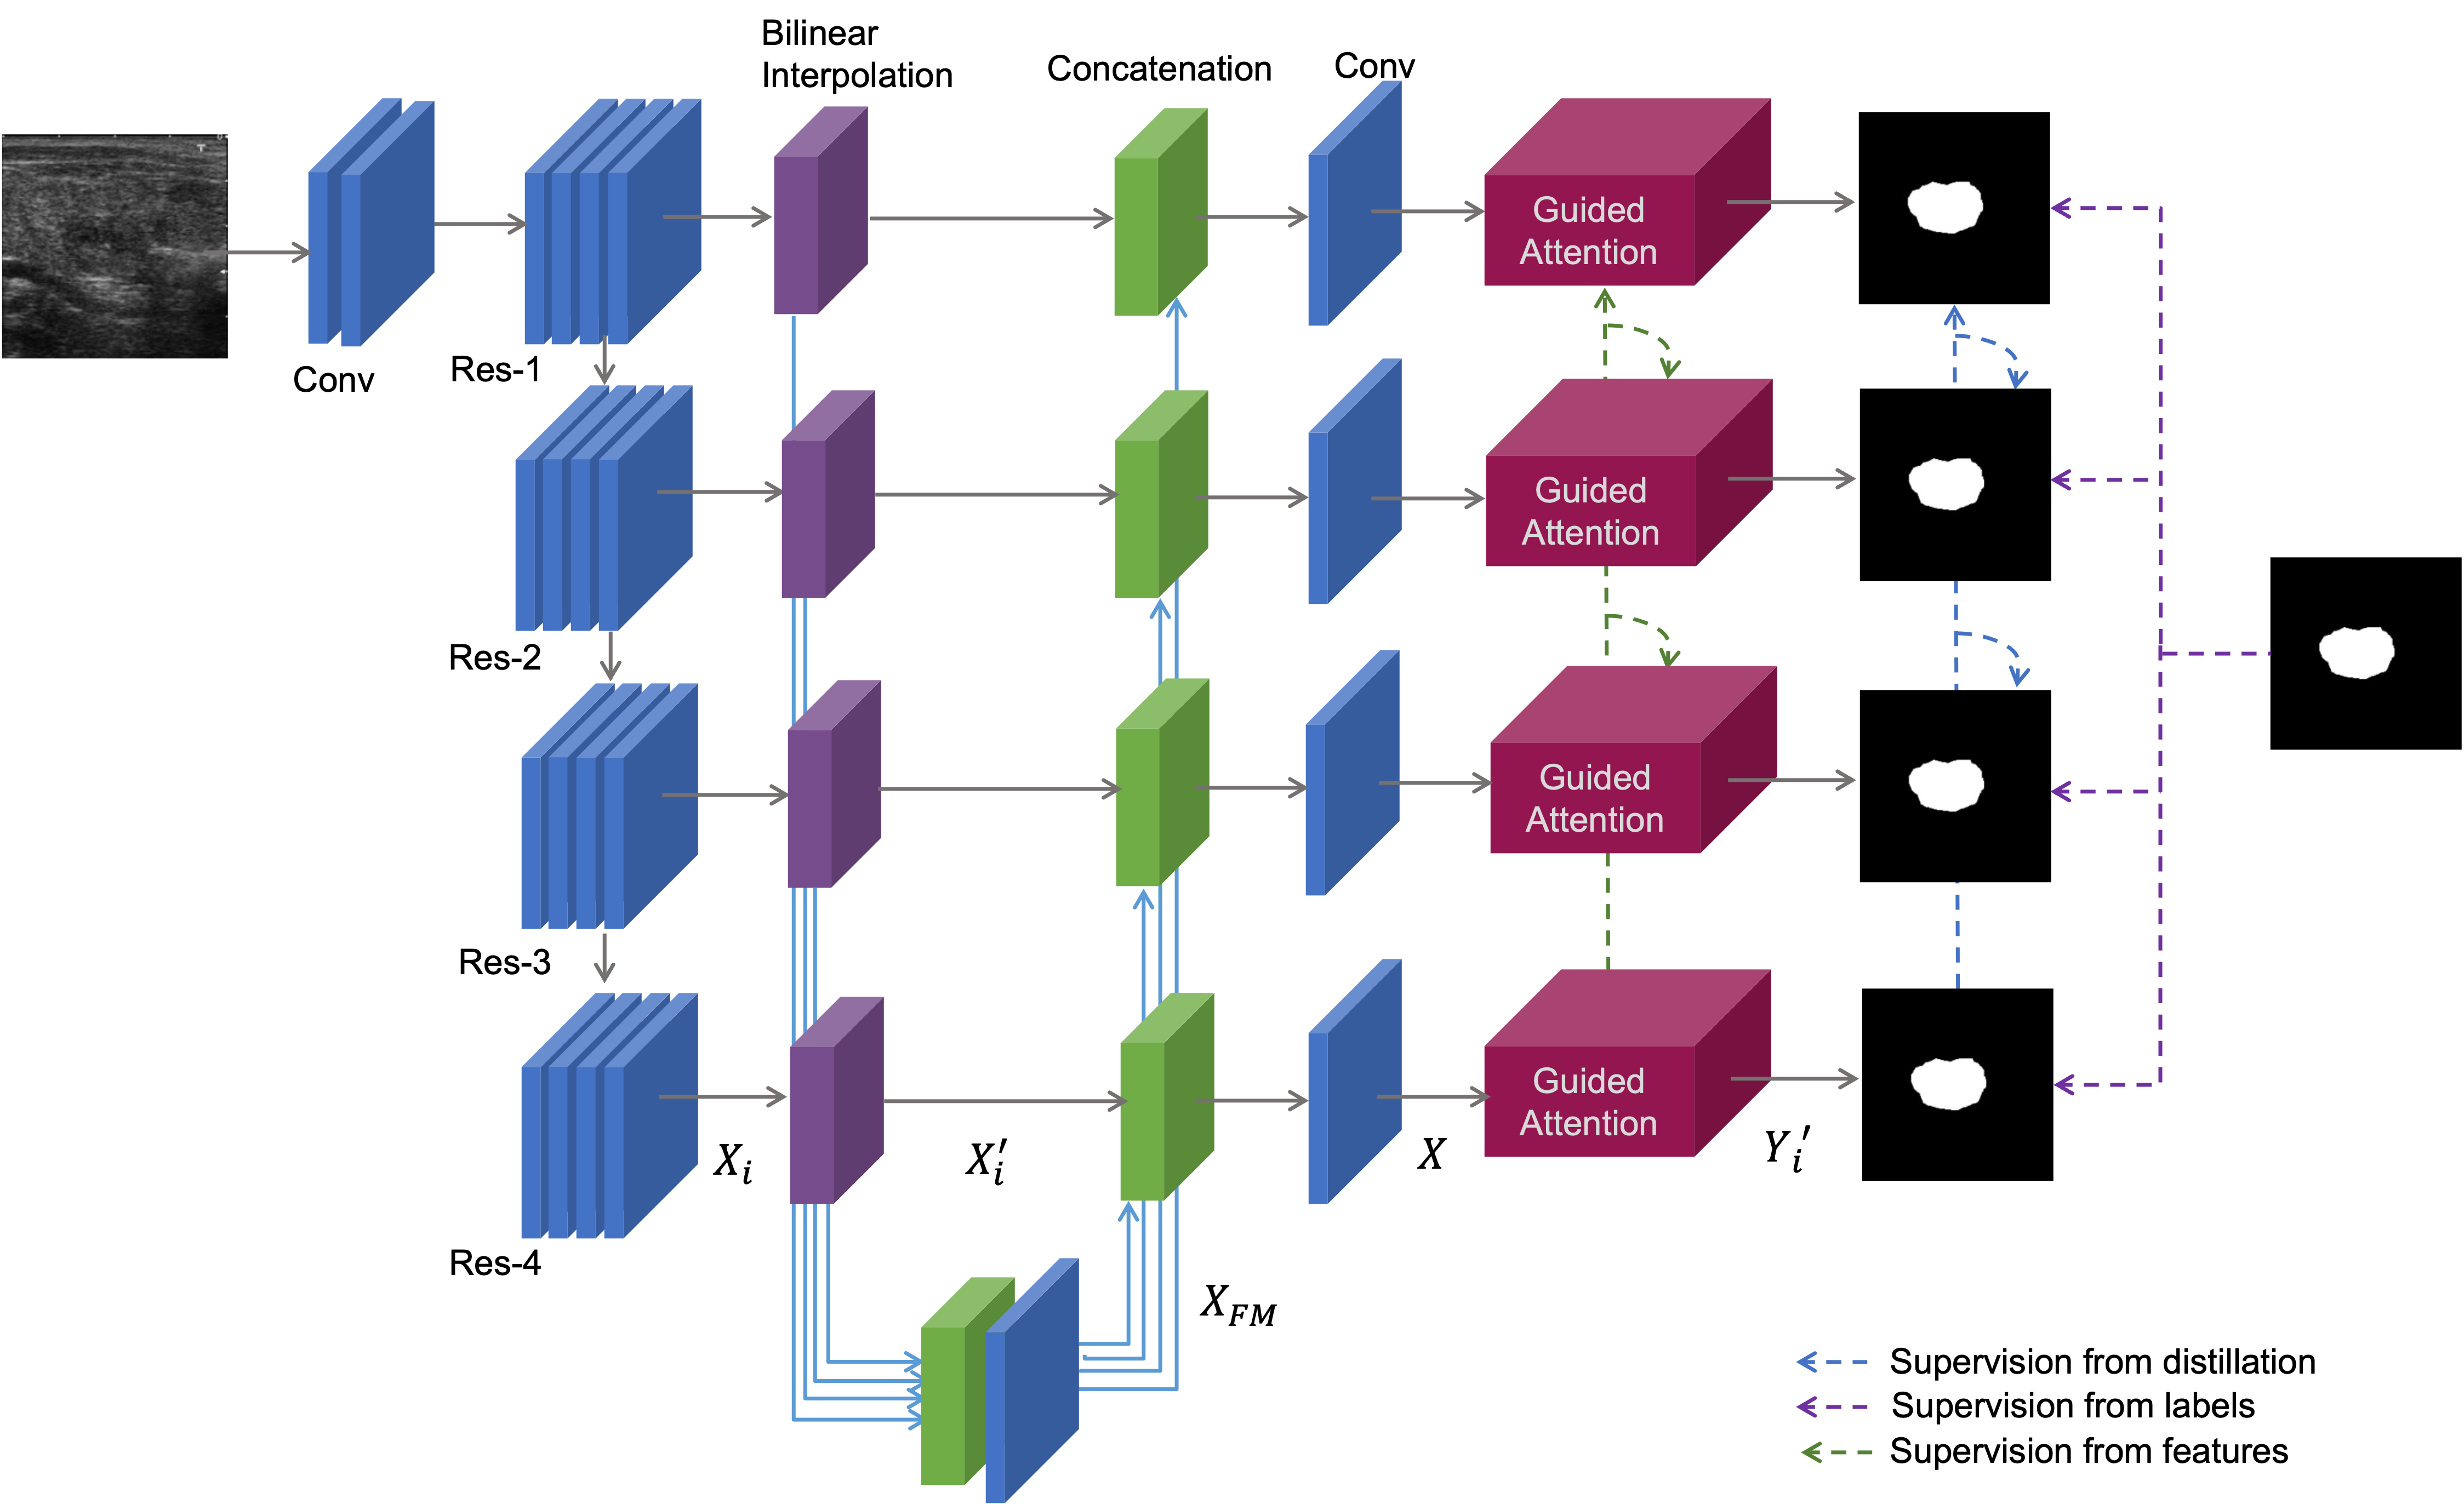 Bilinear
Interpolation
Concatenation
Conv
T
Conv
Res-1
Guided
Attention
Res-2
Guided
Attention
Res-3
Guided
Attention
Res-4
Guided
Attention
X_i
X_i'
X
Y_i'
X_{FM}
Supervision from distillation
Supervision from labels
Supervision from features